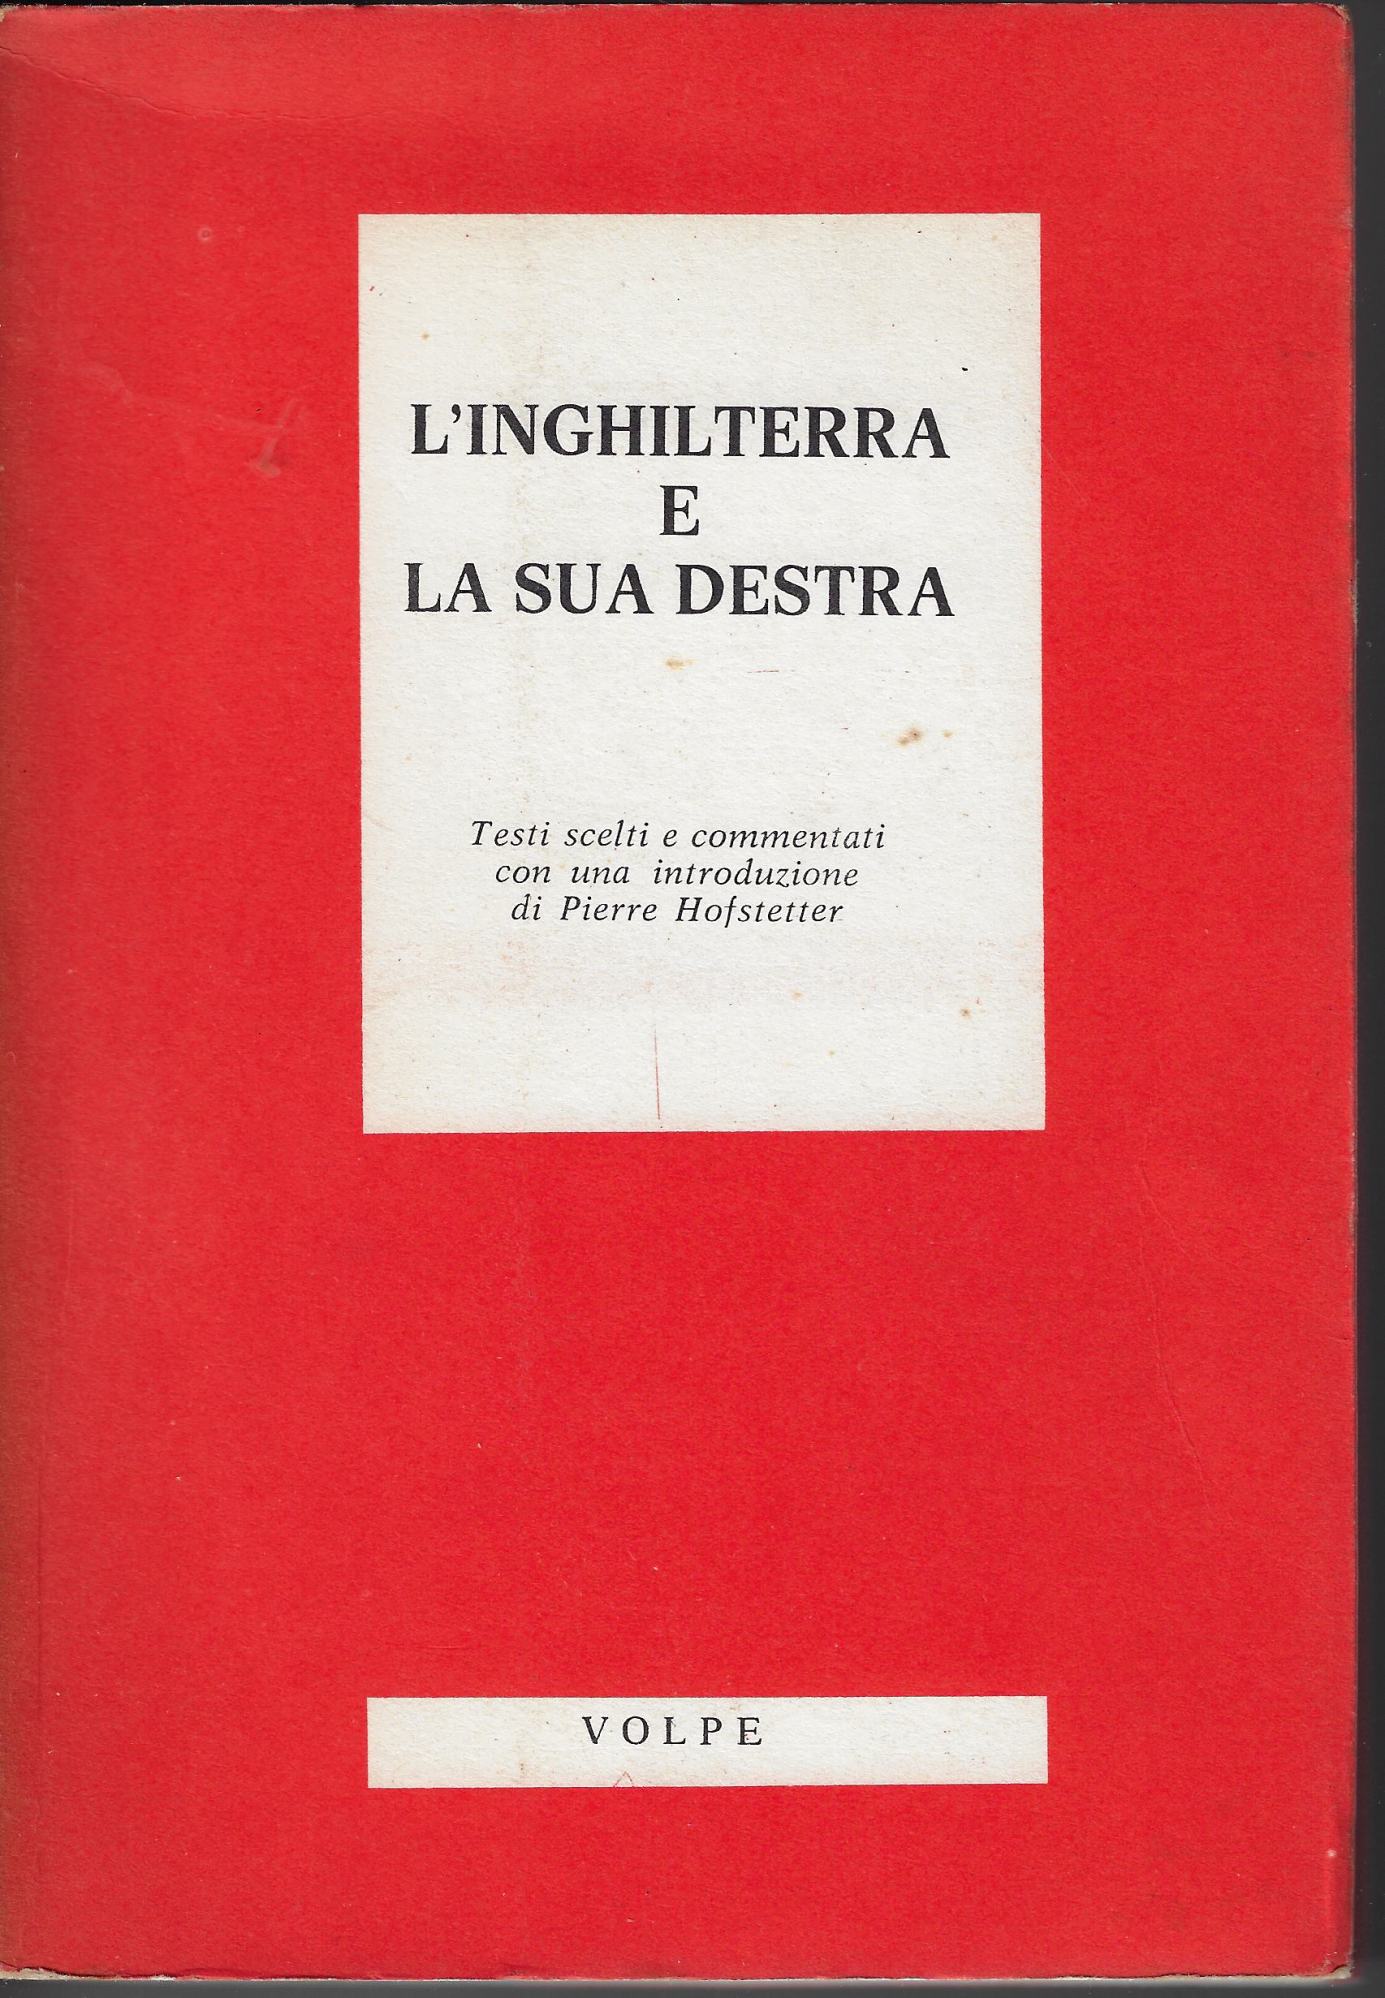 L'INGHILTERRA
E
LA SUA DESTRA
Testi scelti e commentati
con una introduzione
di Pierre Hofstetter
VOLPE